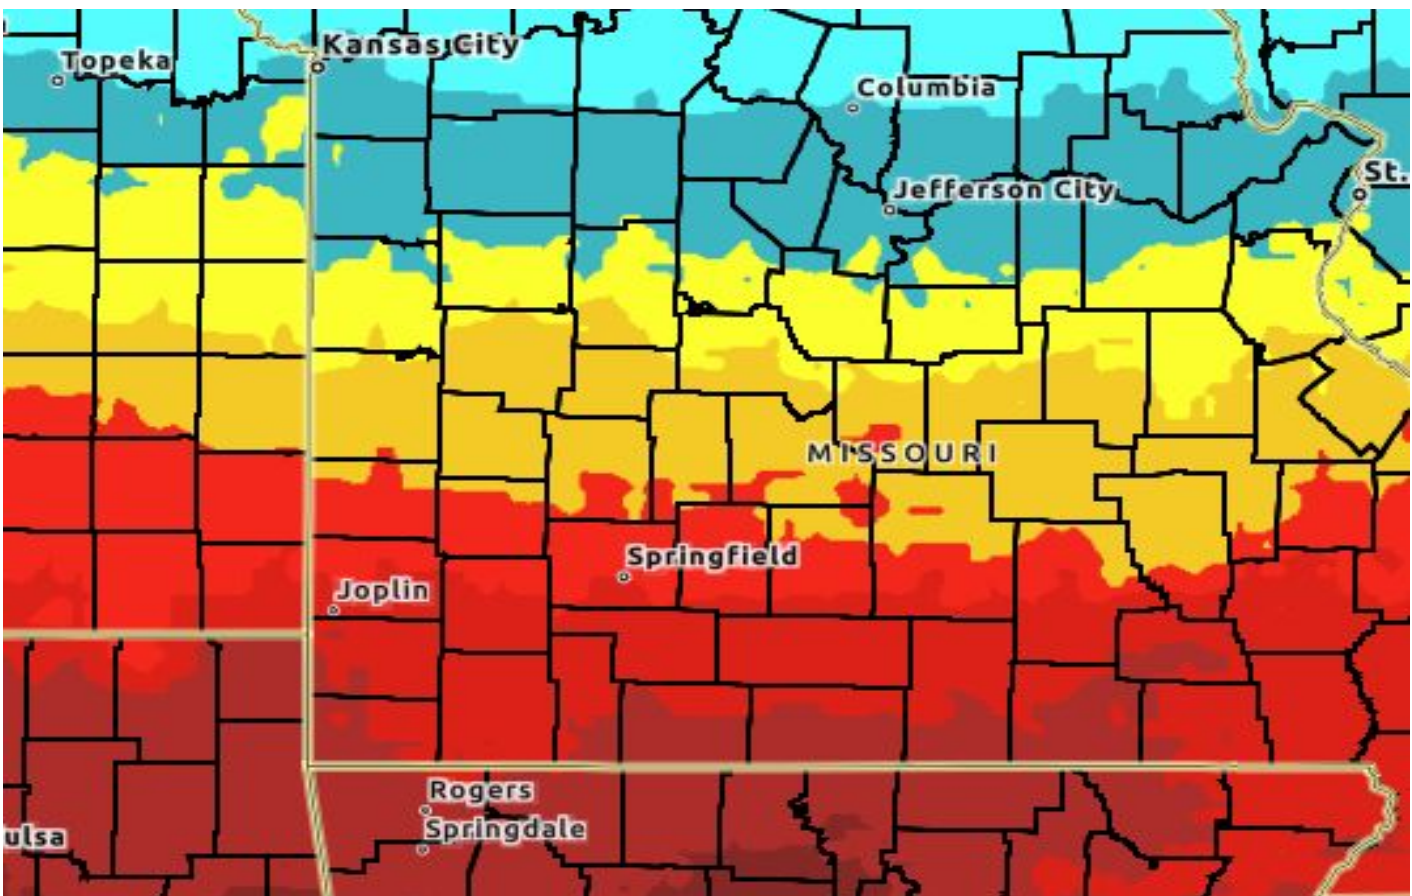 Kansas City
Topeka
Columbia
St.
Jefferson City
MISSOURI
Springfield
Joplin
Rogers
Springdale
ulsa